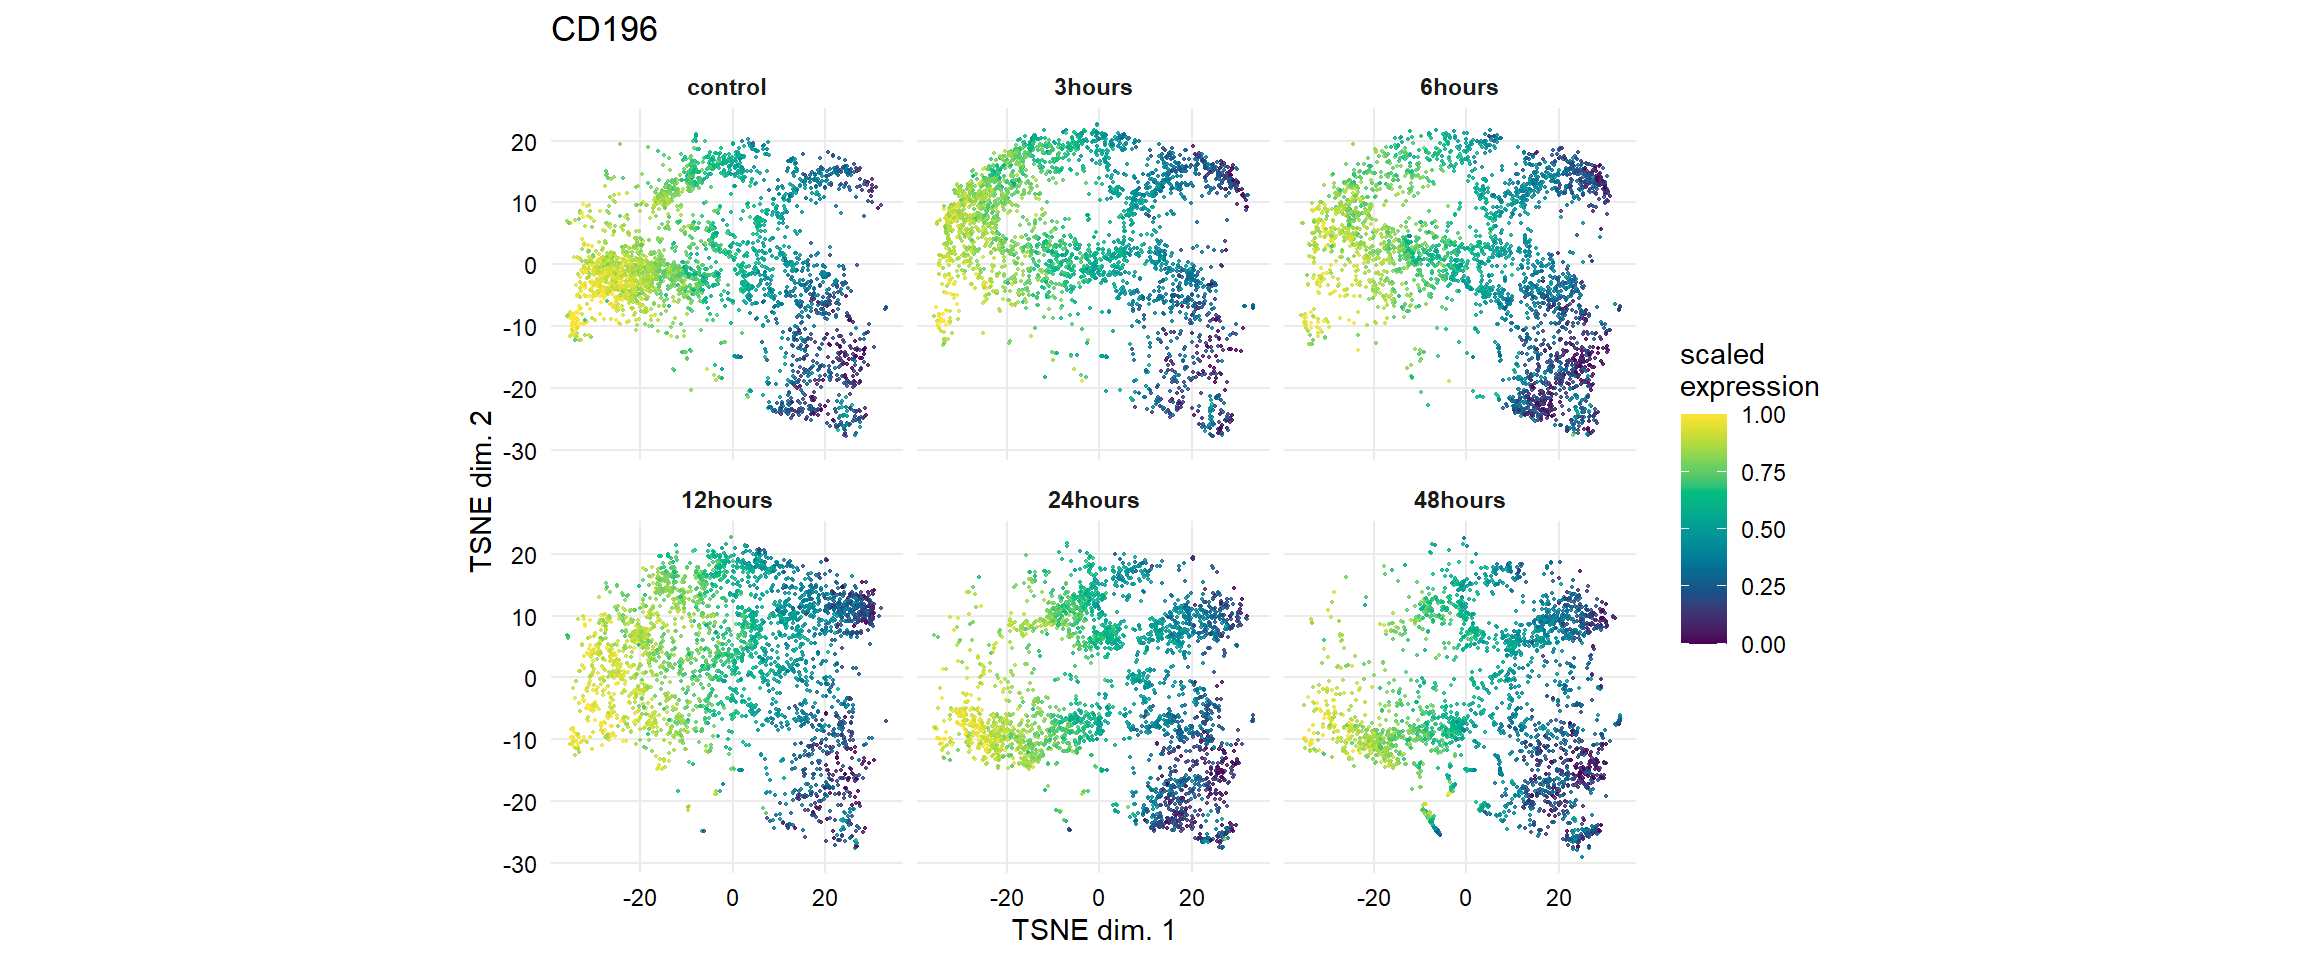 CD196
control
3hours
6hours
20
10
0
-10
-20
-30
12hours
24hours
48hours
20
10
0
-10
-20
-30
-20 0 20
-20 0 20
-20 0 20
TSNE dim. 1
TSNE dim. 2
scaled
expression
1.00
0.75
0.50
0.25
0.00